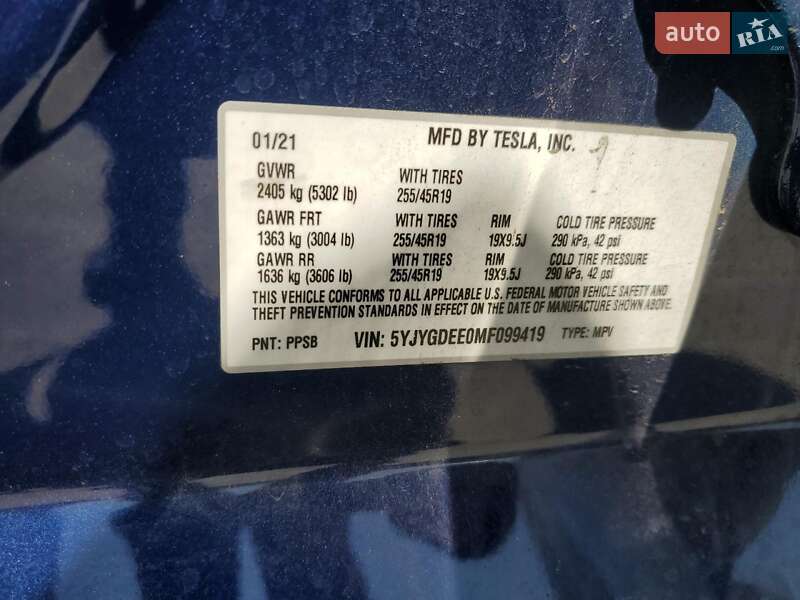 auto RIA .com
01/21 MFD BY TESLA, INC.
GVWR WITH TIRES
2405 kg (5302 lb) 255/45R19
GAWR FRT WITH TIRES RIM COLD TIRE PRESSURE
1363 kg (3004 lb) 255/45R19 19X9.5J 290 kPa, 42 psi
GAWR RR WITH TIRES RIM COLD TIRE PRESSURE
1636 kg (3606 lb) 255/45R19 19X9.5J 290 kPa, 42 psi
THIS VEHICLE CONFORMS TO ALL APPLICABLE U.S. FEDERAL MOTOR VEHICLE SAFETY AND
THEFT PREVENTION STANDARDS IN EFFECT ON THE DATE OF MANUFACTURE SHOWN ABOVE.
PNT: PPSB VIN: 5YJYGDEE0MF099419 TYPE: MPV